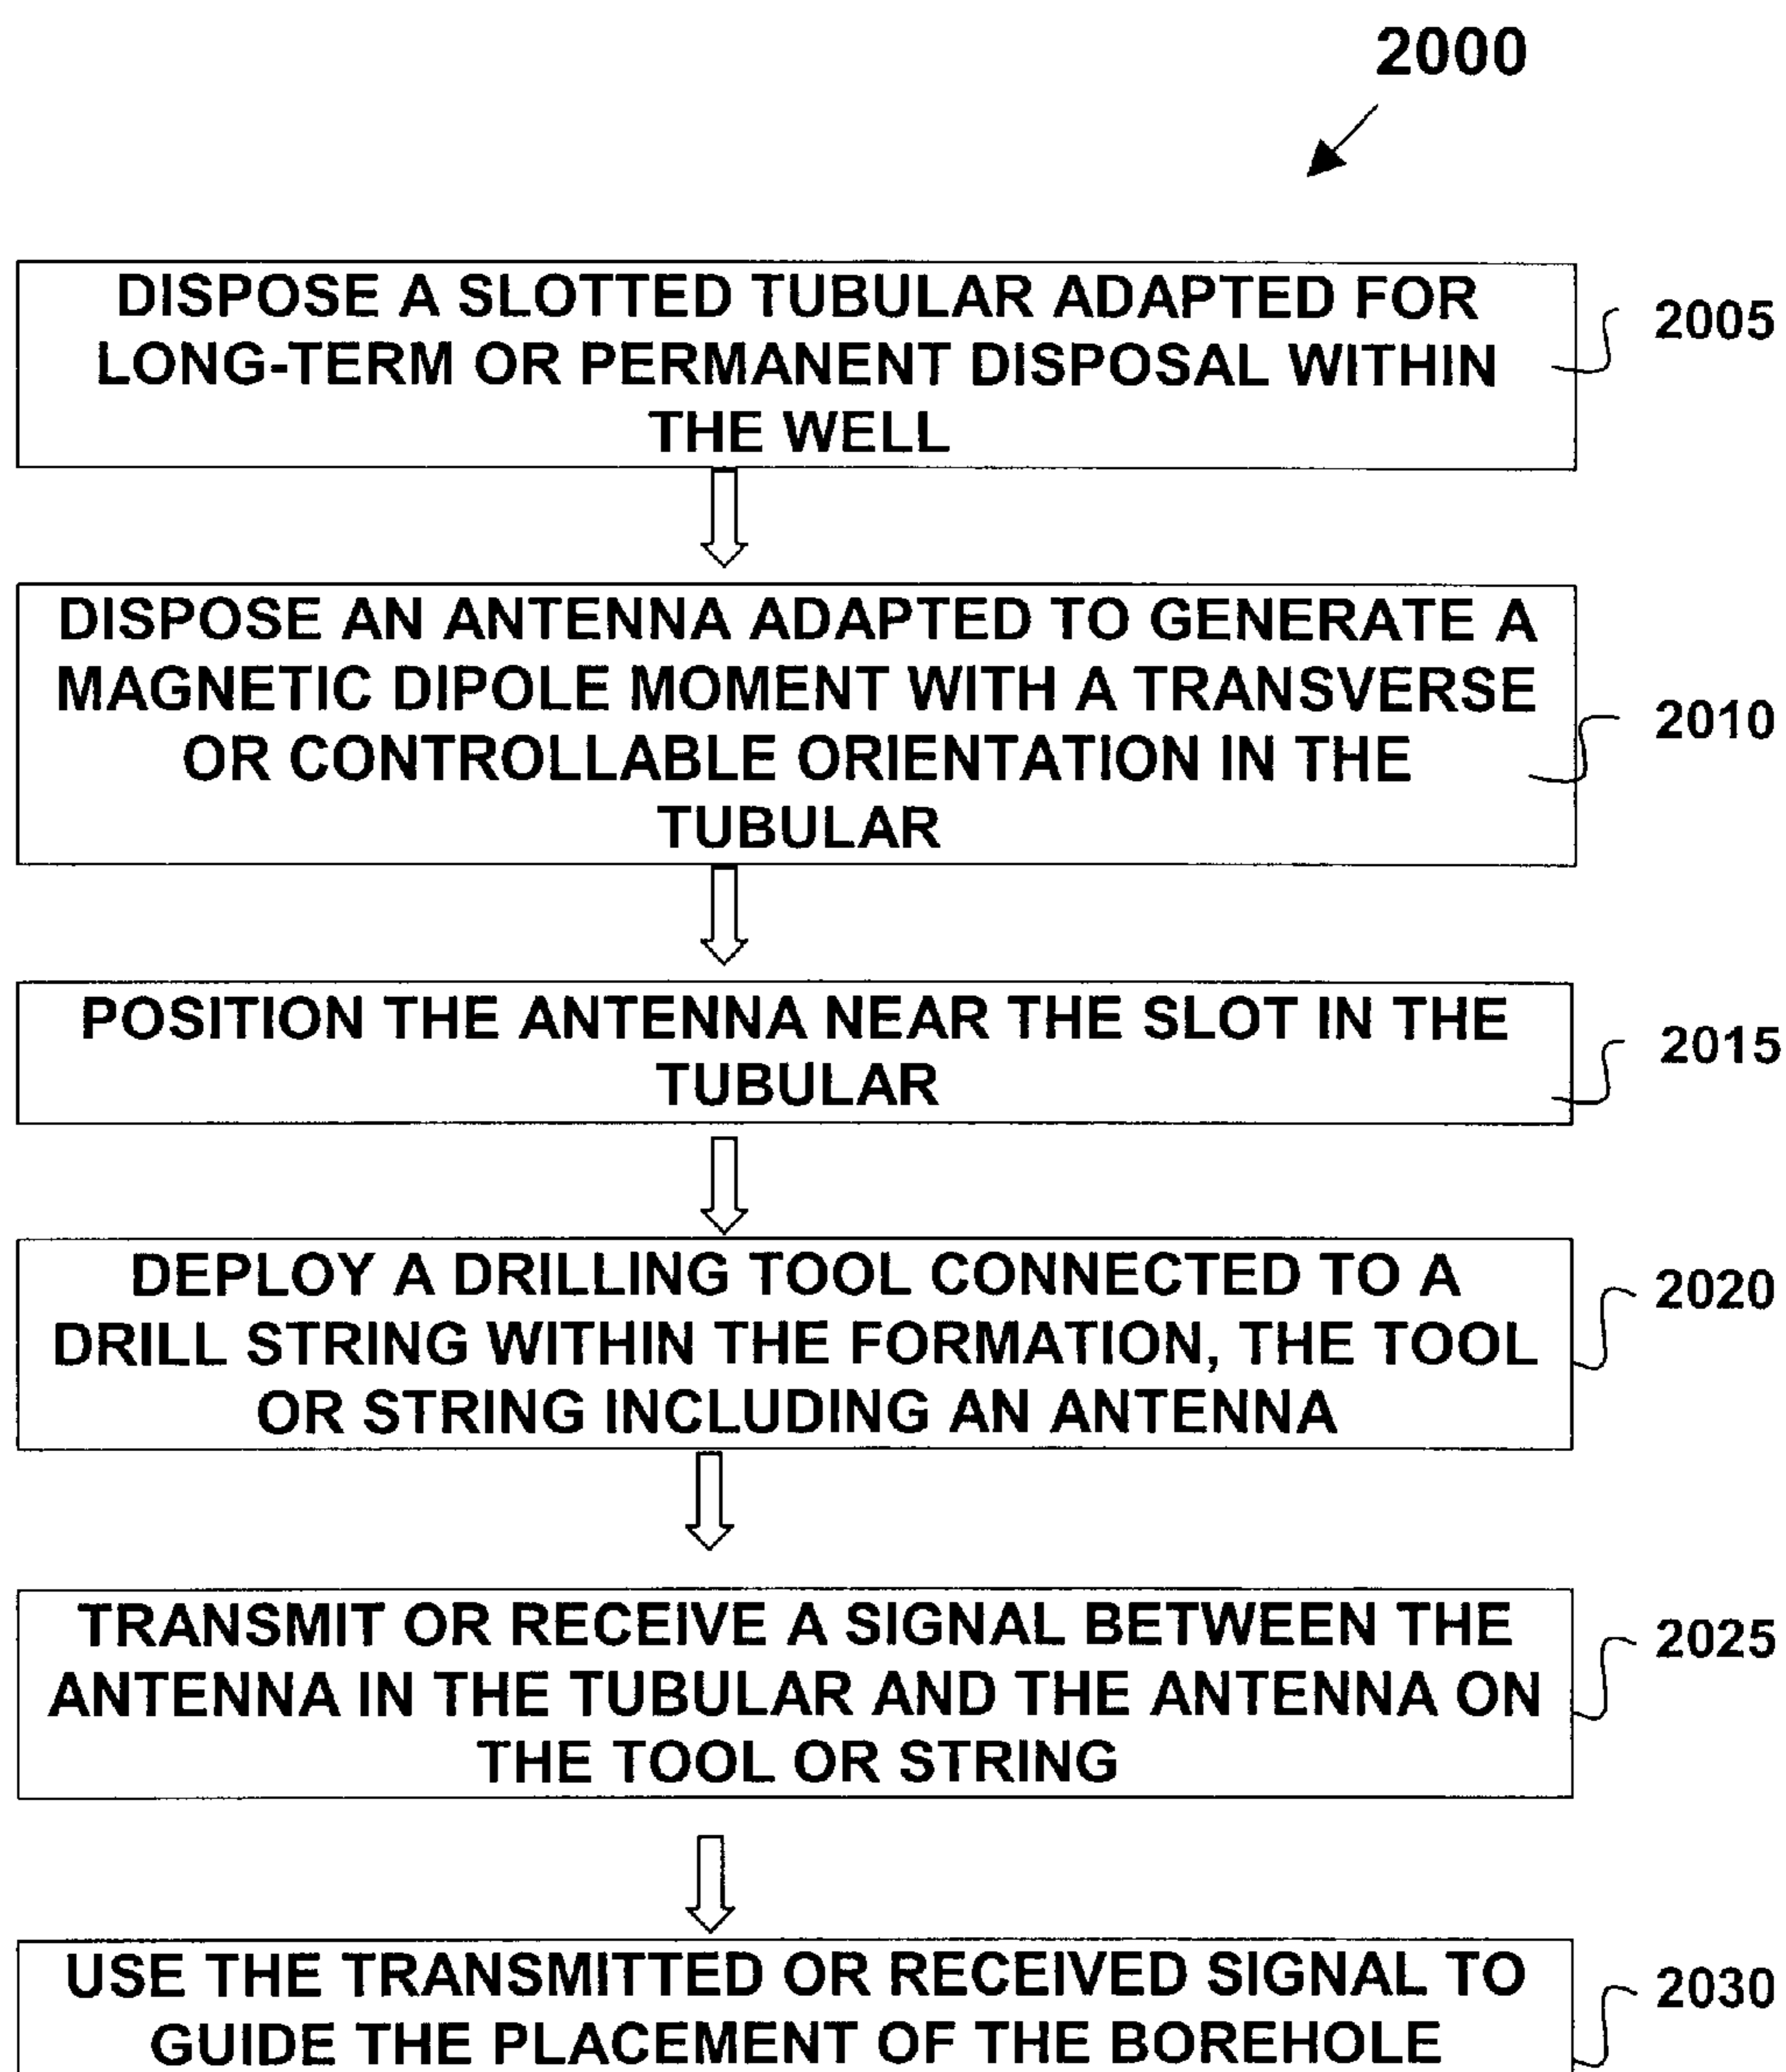 2000
DISPOSE A SLOTTED TUBULAR ADAPTED FOR
LONG-TERM OR PERMANENT DISPOSAL WITHIN
THE WELL
2005
DISPOSE AN ANTENNA ADAPTED TO GENERATE A
MAGNETIC DIPOLE MOMENT WITH A TRANSVERSE
OR CONTROLLABLE ORIENTATION IN THE
TUBULAR
2010
POSITION THE ANTENNA NEAR THE SLOT IN THE
TUBULAR
2015
DEPLOY A DRILLING TOOL CONNECTED TO A
DRILL STRING WITHIN THE FORMATION, THE TOOL
OR STRING INCLUDING AN ANTENNA
2020
TRANSMIT OR RECEIVE A SIGNAL BETWEEN THE
ANTENNA IN THE TUBULAR AND THE ANTENNA ON
THE TOOL OR STRING
2025
USE THE TRANSMITTED OR RECEIVED SIGNAL TO
GUIDE THE PLACEMENT OF THE BOREHOLE
2030